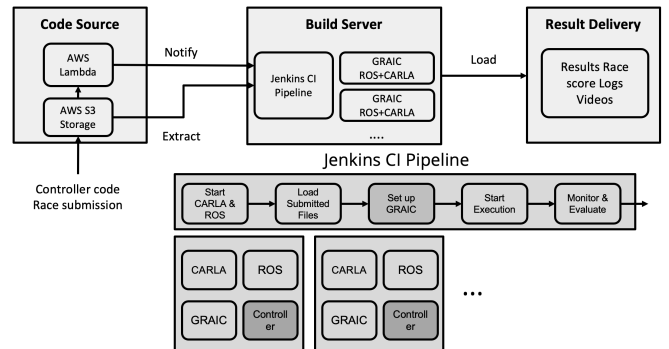 Code Source
Build Server
Result Delivery
AWS
Lambda
Notify
Jenkins CI
Pipeline
GRAIC
ROS+CARLA
GRAIC
ROS+CARLA
....
Load
Results Race
score Logs
Videos
AWS S3
Storage
Extract
Controller code
Race submission
Jenkins CI Pipeline
Start
CARLA &
ROS
Load
Submitted
Files
Set up
GRAIC
Start
Execution
Monitor &
Evaluate
CARLA
ROS
GRAIC
Controll
er
CARLA
ROS
GRAIC
Controll
er
...